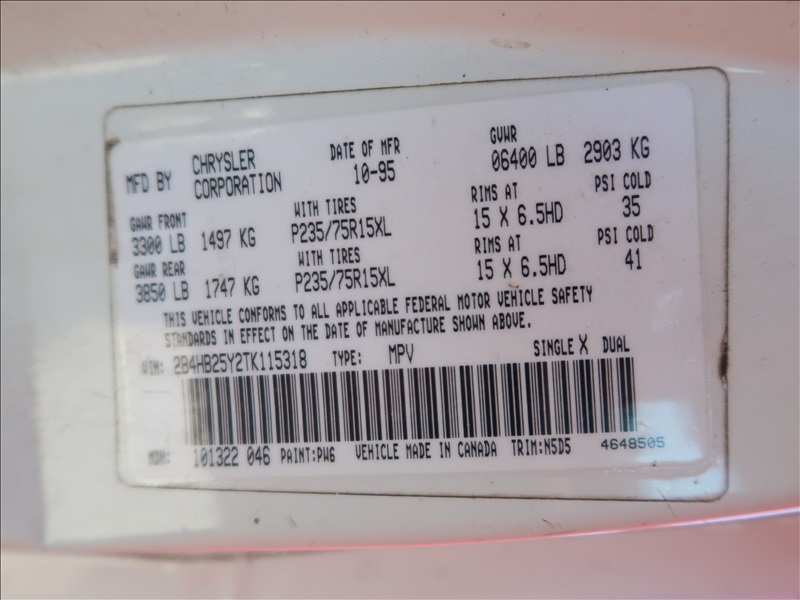 MFD BY CHRYSLER CORPORATION DATE OF MFR 10-95 GVWR 06400 LB 2903 KG
GAWR FRONT WITH TIRES RIMS AT PSI COLD
3300 LB 1497 KG P235/75R15XL 15 X 6.5HD 35
GAWR REAR WITH TIRES RIMS AT PSI COLD
3850 LB 1747 KG P235/75R15XL 15 X 6.5HD 41
THIS VEHICLE CONFORMS TO ALL APPLICABLE FEDERAL MOTOR VEHICLE SAFETY
STANDARDS IN EFFECT ON THE DATE OF MANUFACTURE SHOWN ABOVE.
VIN: 2B4HB25Y2TK115318 TYPE: MPV SINGLE X DUAL
MDH: 101322 046 PAINT:PW6 VEHICLE MADE IN CANADA TRIM:N5D5 4648505